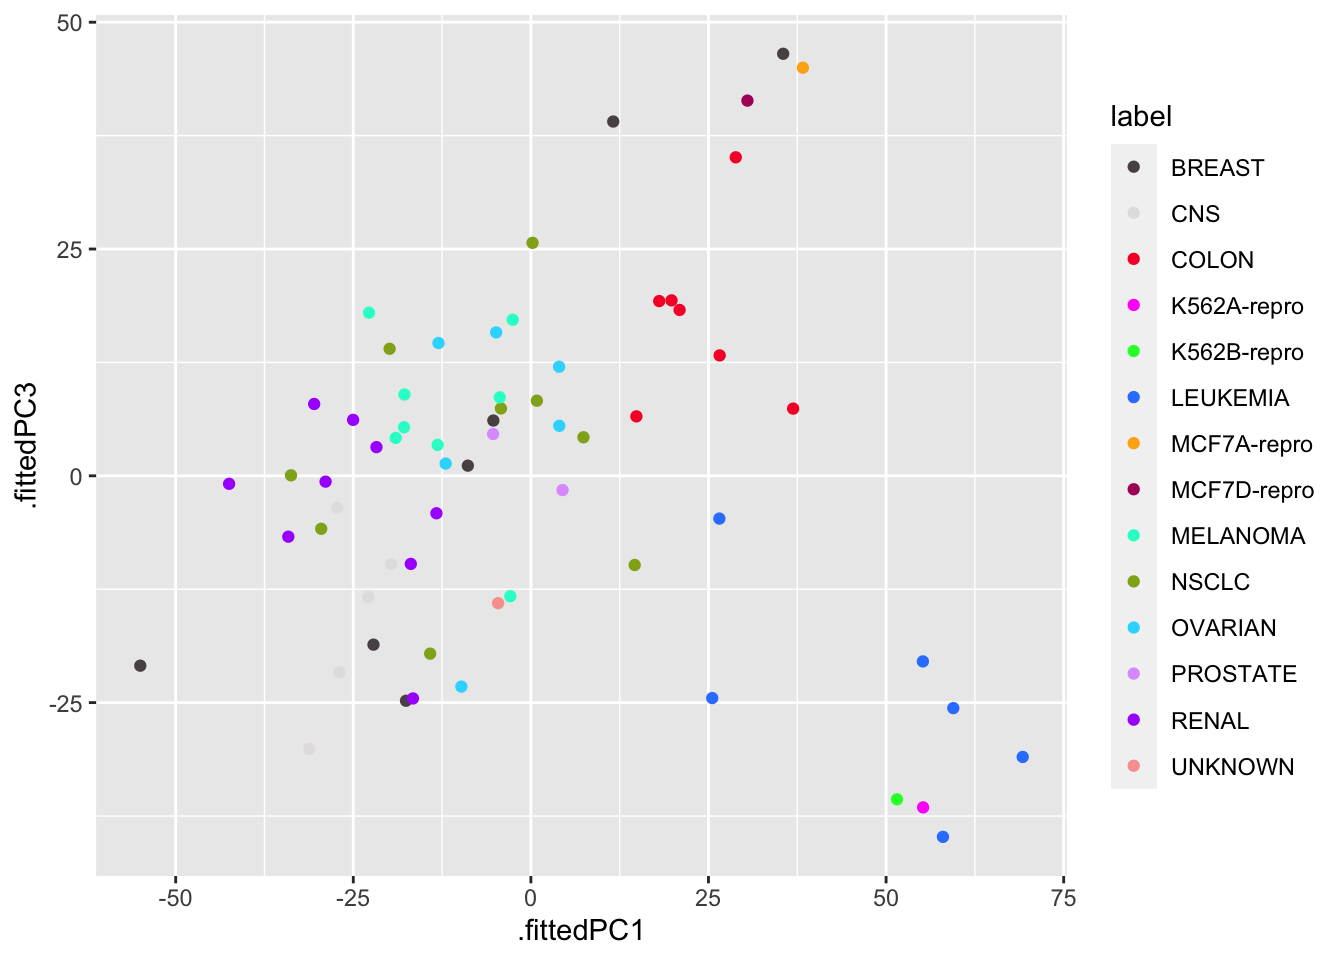 50
25
0
-25
-50
-25
0
25
50
75
.fittedPC1
.fittedPC3
label
BREAST
CNS
COLON
K562A-repro
K562B-repro
LEUKEMIA
MCF7A-repro
MCF7D-repro
MELANOMA
NSCLC
OVARIAN
PROSTATE
RENAL
UNKNOWN